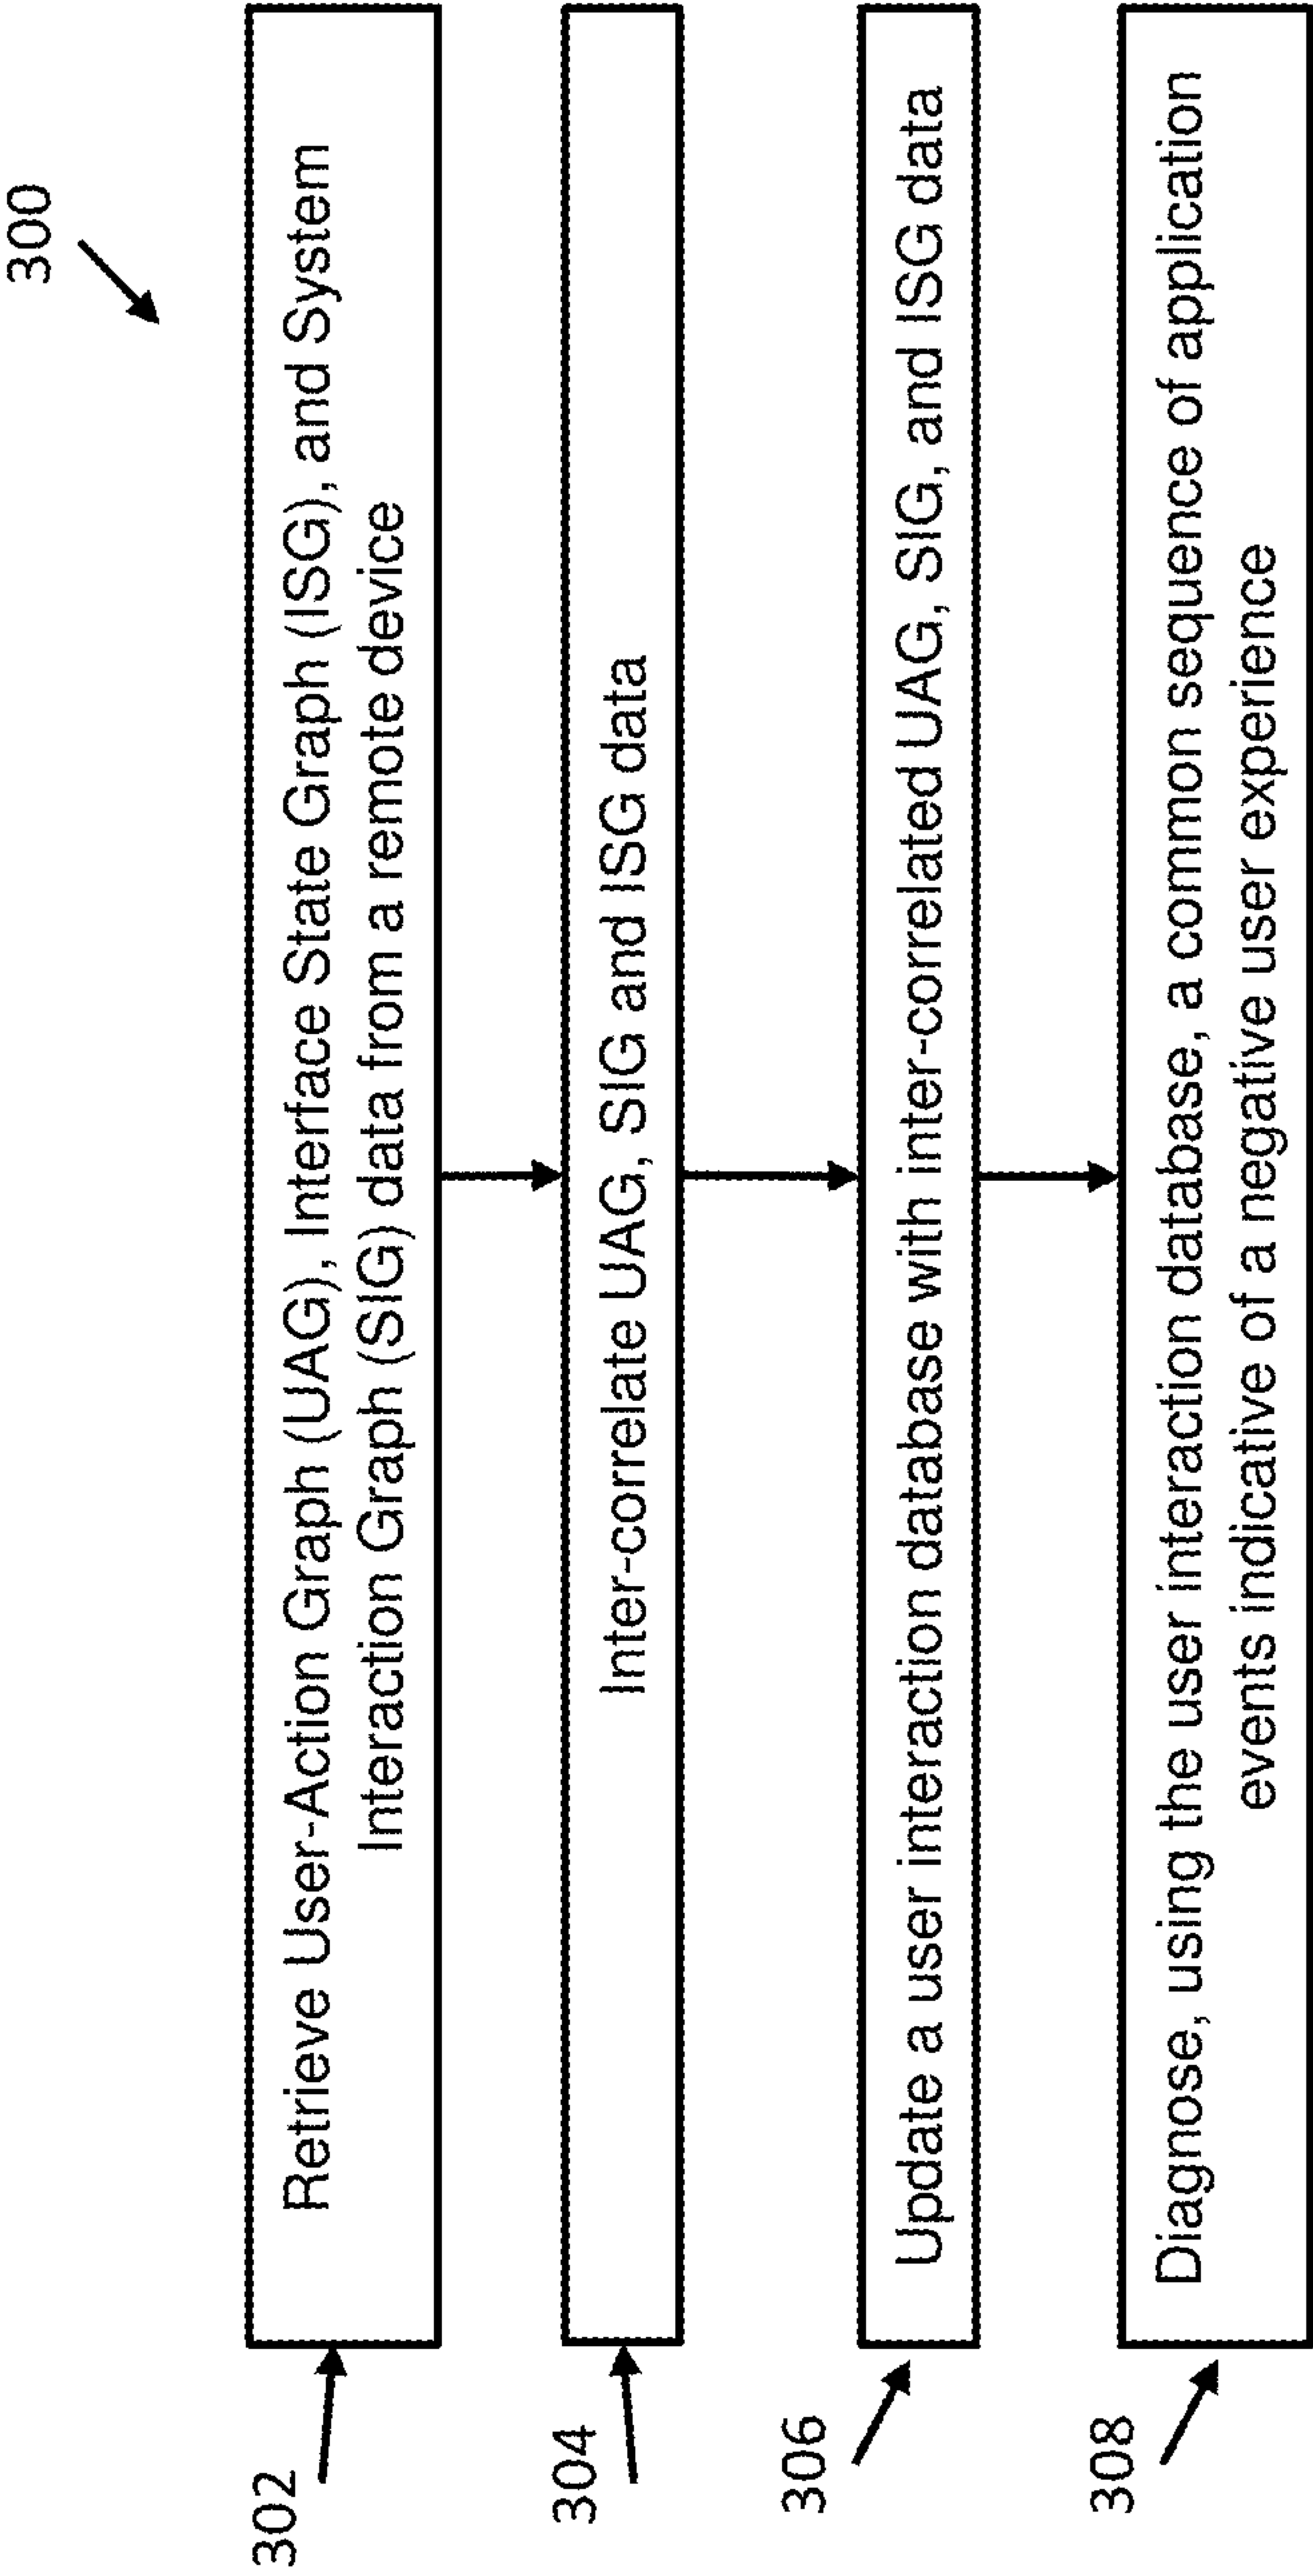 300
302
Retrieve User-Action Graph (UAG), Interface State Graph (ISG), and System
Interaction Graph (SIG) data from a remote device
304
Inter-correlate UAG, SIG and ISG data
306
Update a user interaction database with inter-correlated UAG, SIG, and ISG data
308
Diagnose, using the user interaction database, a common sequence of application
events indicative of a negative user experience